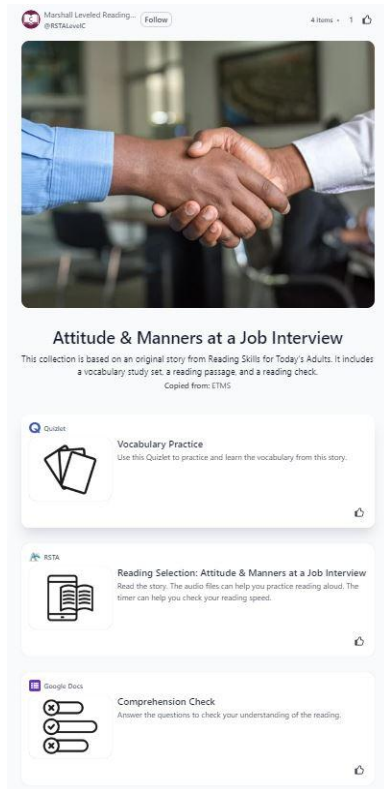 Marshall Leveled Reading...
Follow
@RSTALevelC
4 items • 1
Attitude & Manners at a Job Interview
This collection is based on an original story from Reading Skills for Today's Adults. It includes
a vocabulary study set, a reading passage, and a reading check.
Copied from: ETMS
Quizlet
Vocabulary Practice
Use this Quizlet to practice and learn the vocabulary from this story.
RSTA
Reading Selection: Attitude & Manners at a Job Interview
Read the story. The audio files can help you practice reading aloud. The
timer can help you check your reading speed.
Google Docs
Comprehension Check
Answer the questions to check your understanding of the reading.